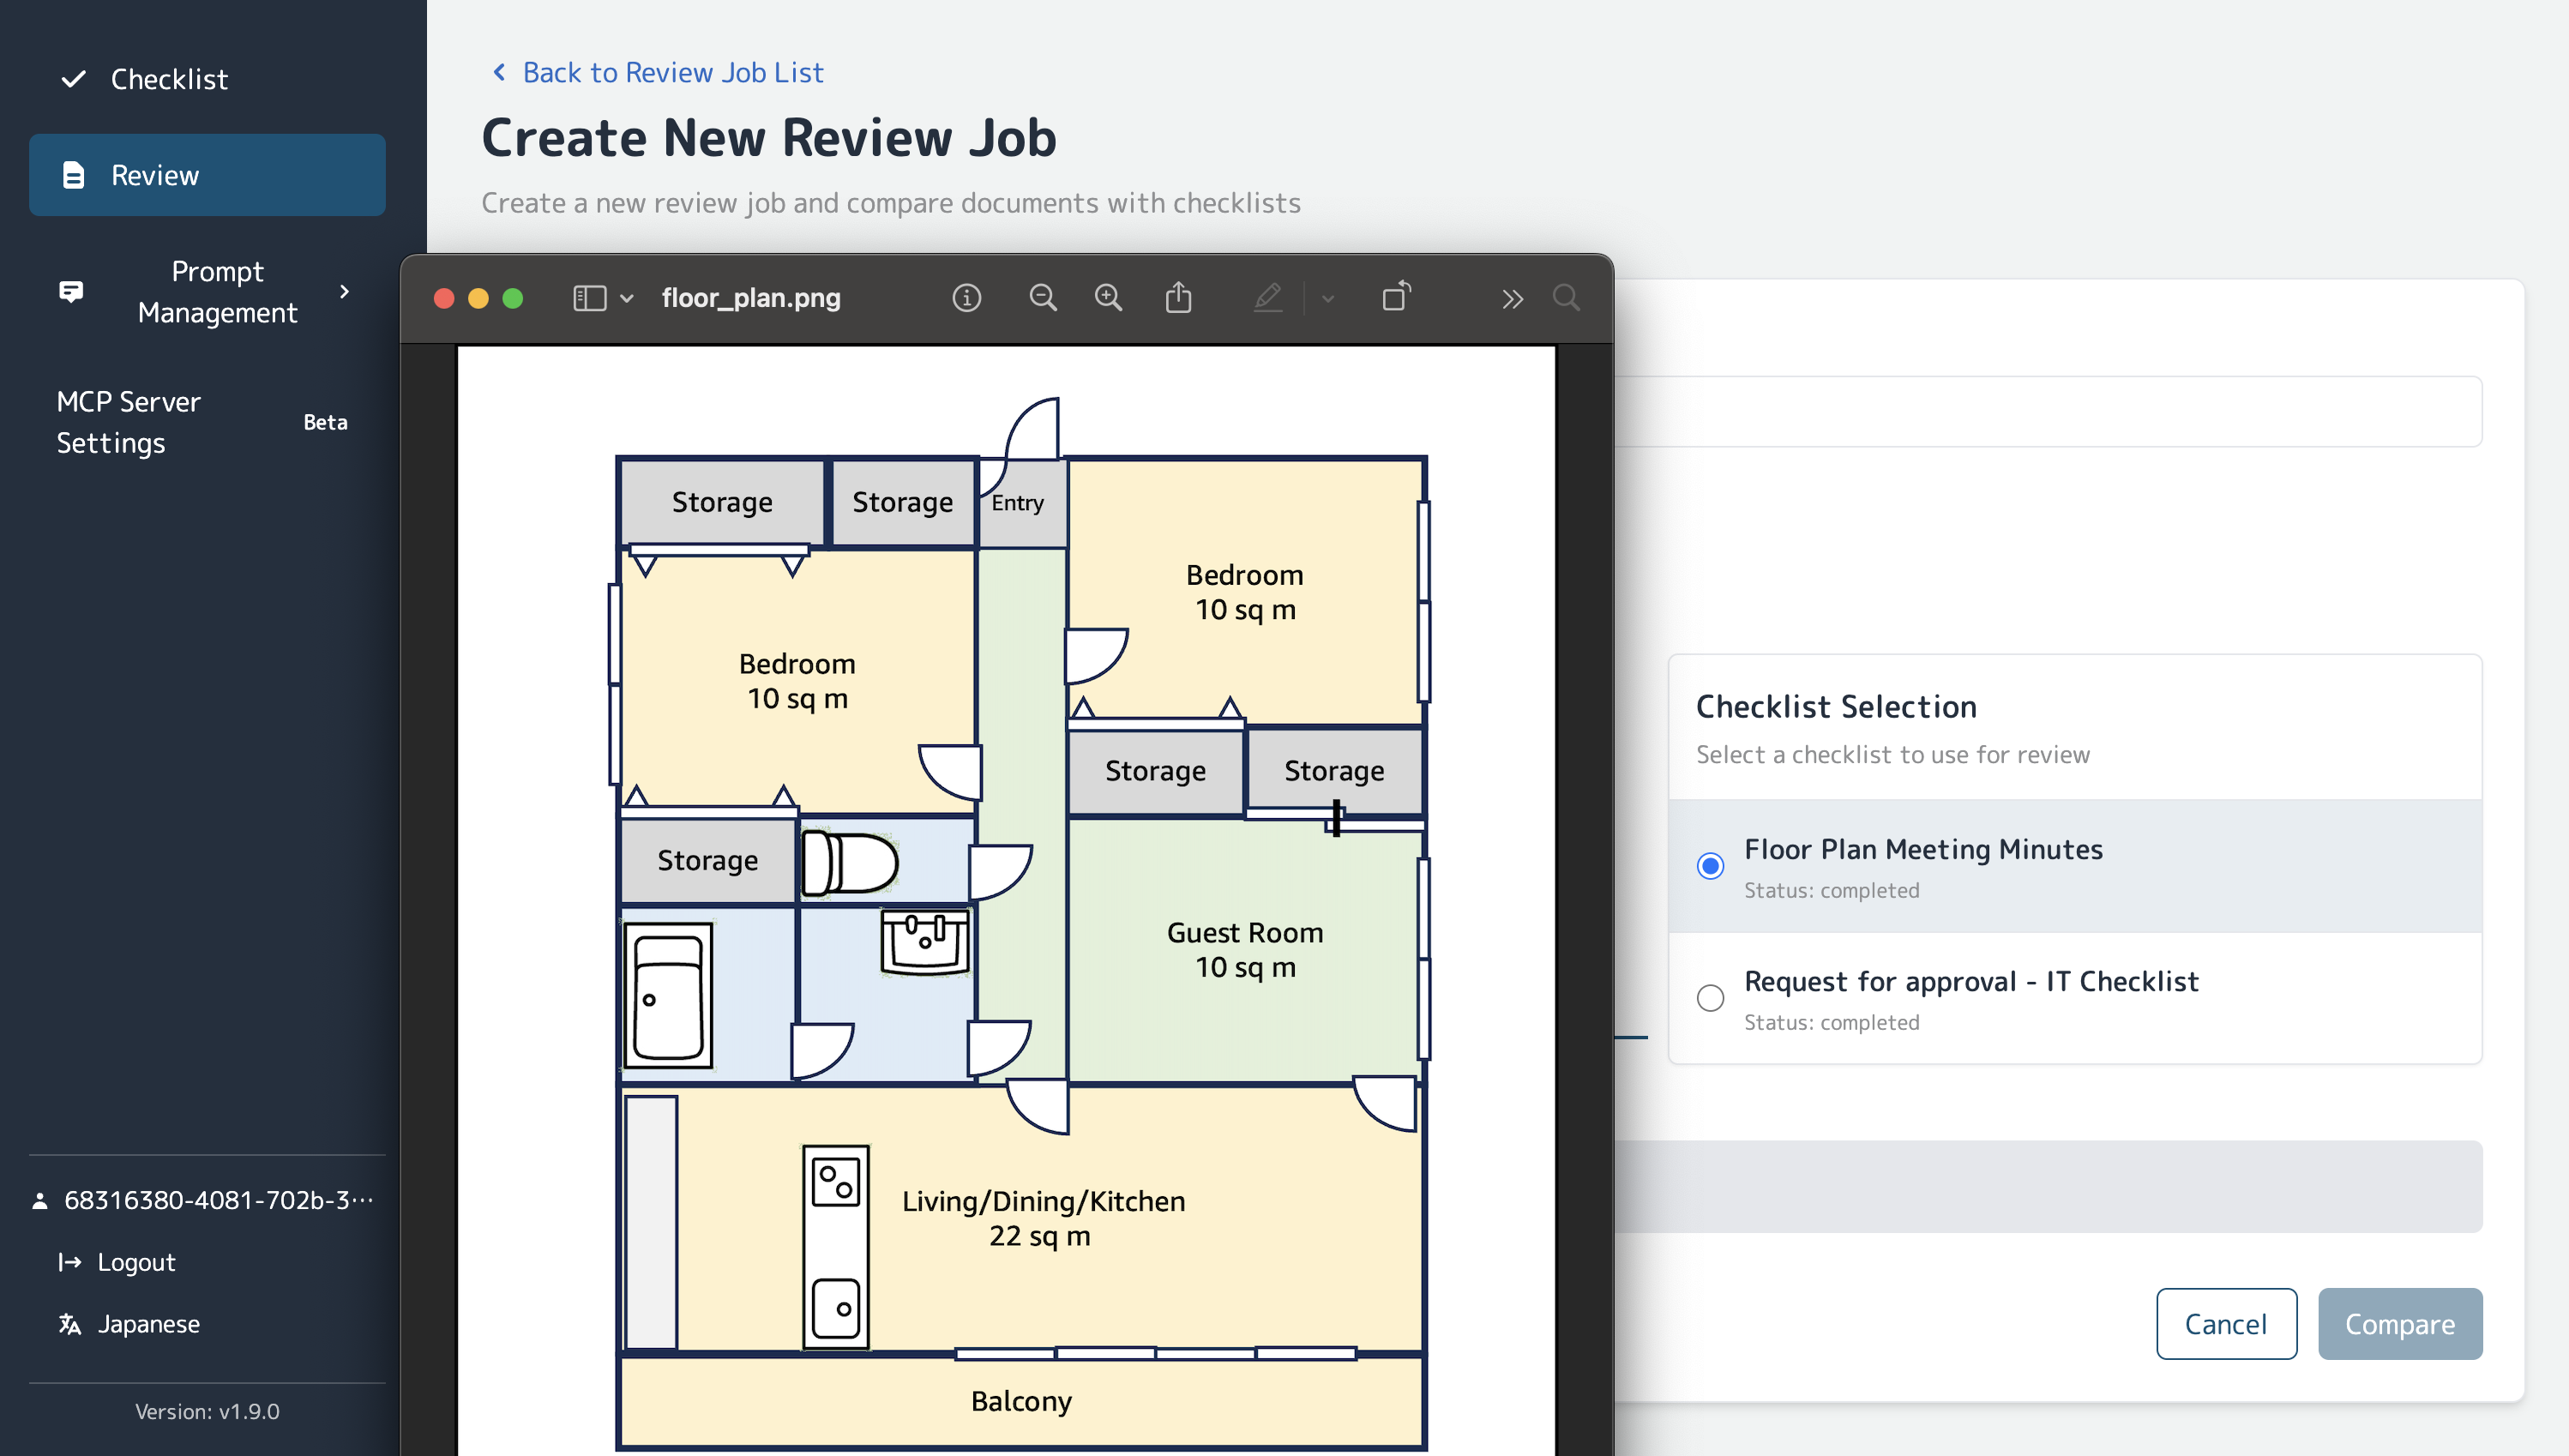 Checklist
Review
Prompt
Management
MCP Server
Settings
Beta
68316380-4081-702b-3…
Logout
Japanese
Version: v1.9.0
Back to Review Job List
Create New Review Job
Create a new review job and compare documents with checklists
floor_plan.png
Storage
Storage
Entry
Bedroom
10 sq m
Bedroom
10 sq m
Storage
Storage
Storage
Guest Room
10 sq m
Living/Dining/Kitchen
22 sq m
Balcony
Checklist Selection
Select a checklist to use for review
Floor Plan Meeting Minutes
Status: completed
Request for approval - IT Checklist
Status: completed
Cancel
Compare